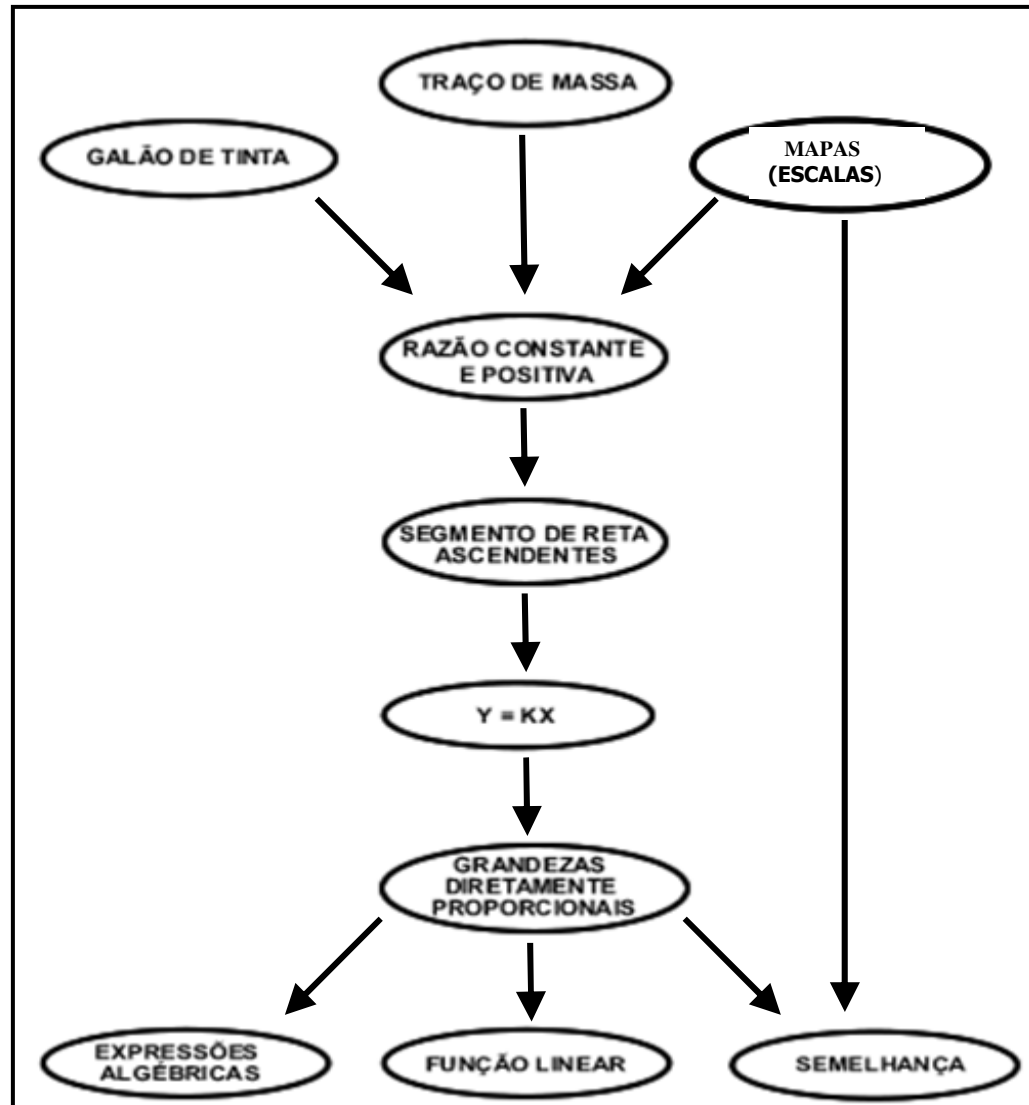 TRAÇO DE MASSA
GALÃO DE TINTA
MAPAS
(ESCALAS)
RAZÃO CONSTANTE
E POSITIVA
SEGMENTO DE RETA
ASCENDENTES
Y = KX
GRANDEZAS
DIRETAMENTE
PROPORCIONAIS
EXPRESSÕES
ALGÉBRICAS
FUNÇÃO LINEAR
SEMELHANÇA